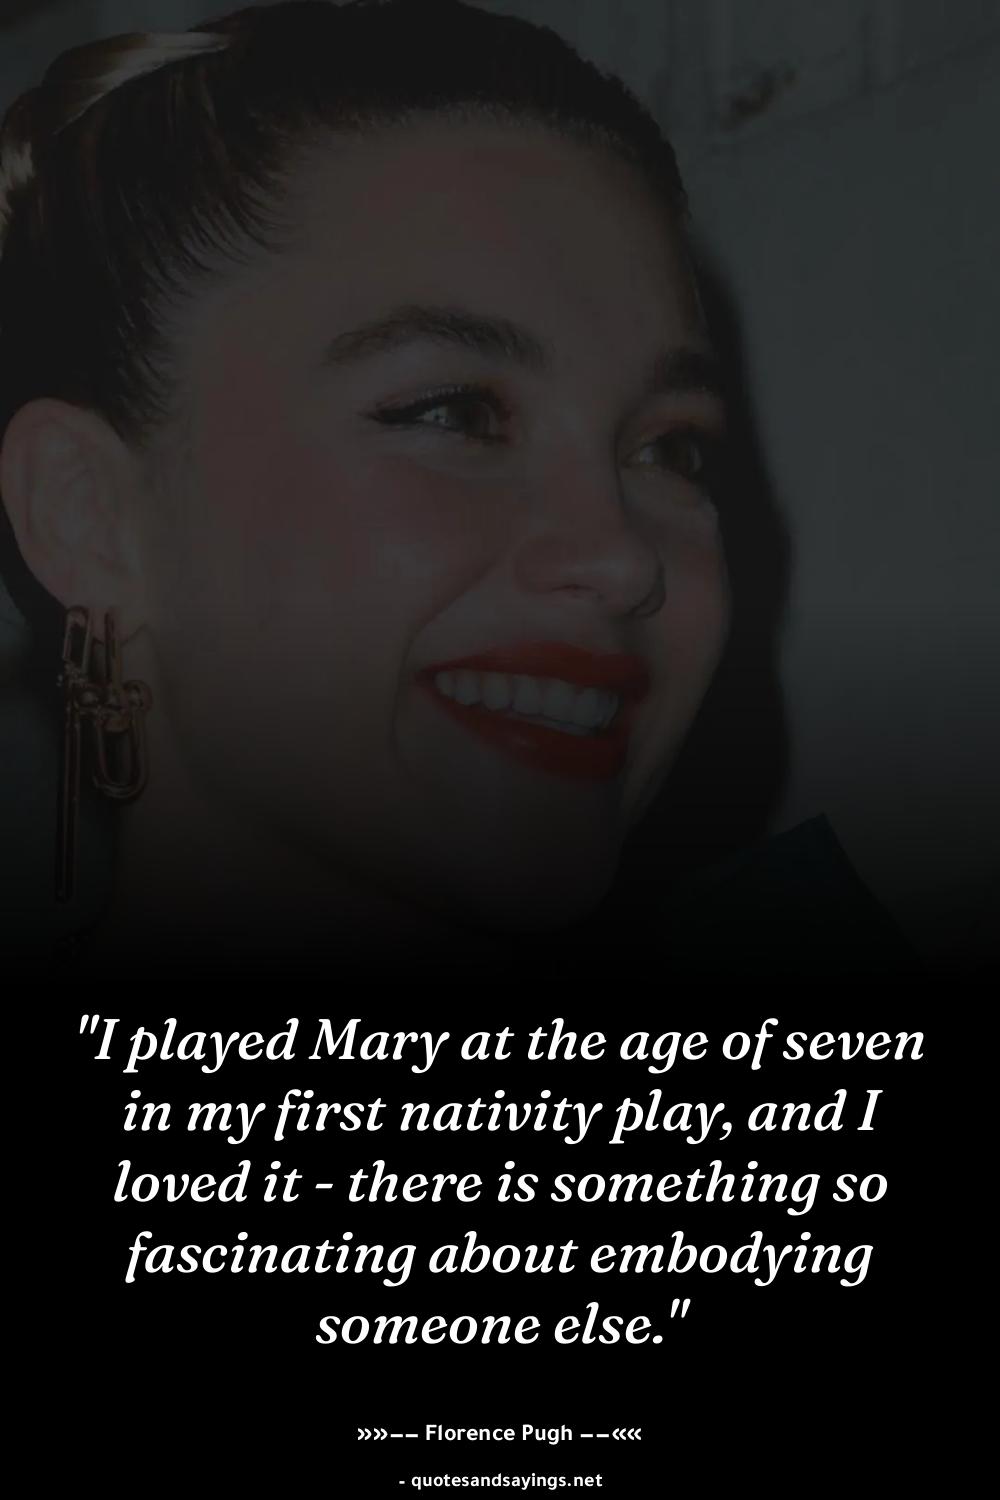 "I played Mary at the age of seven
in my first nativity play, and I
loved it - there is something so
fascinating about embodying
someone else."
»»–– Florence Pugh ––««
- quotesandsayings.net